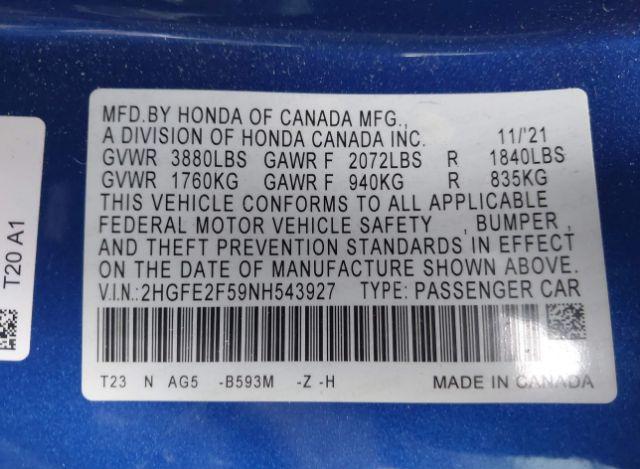 MFD.BY HONDA OF CANADA MFG.,
A DIVISION OF HONDA CANADA INC. 11/'21
GVWR 3880LBS GAWR F 2072LBS R 1840LBS
GVWR 1760KG GAWR F 940KG R 835KG
THIS VEHICLE CONFORMS TO ALL APPLICABLE
FEDERAL MOTOR VEHICLE SAFETY , BUMPER ,
AND THEFT PREVENTION STANDARDS IN EFFECT
ON THE DATE OF MANUFACTURE SHOWN ABOVE.
V.I.N.:2HGFE2F59NH543927 TYPE: PASSENGER CAR
T23 N AG5 -B593M -Z -H MADE IN CANADA
T20 A1